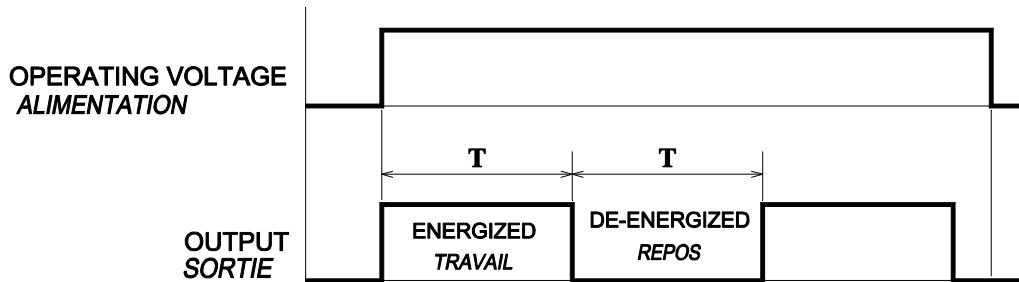 OPERATING VOLTAGE
ALIMENTATION
T T
OUTPUT
SORTIE
ENERGIZED
TRAVAIL
DE-ENERGIZED
REPOS